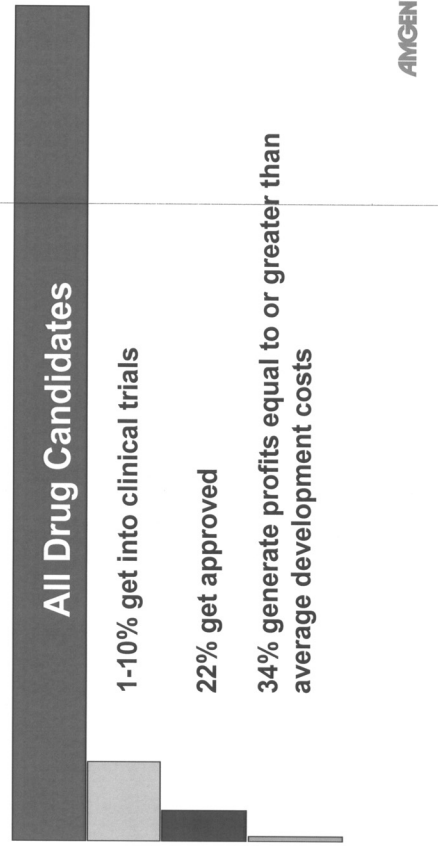 All Drug Candidates
1-10% get into clinical trials
22% get approved
34% generate profits equal to or greater than
average development costs
AMGEN